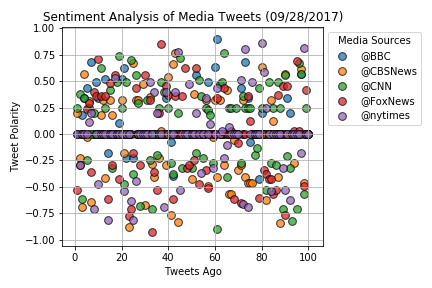 Sentiment Analysis of Media Tweets (09/28/2017)
Media Sources
@BBC
@CBSNews
@CNN
@FoxNews
@nytimes
Tweet Polarity
1.00
0.75
0.50
0.25
0.00
−0.25
−0.50
−0.75
−1.00
0 20 40 60 80 100
Tweets Ago